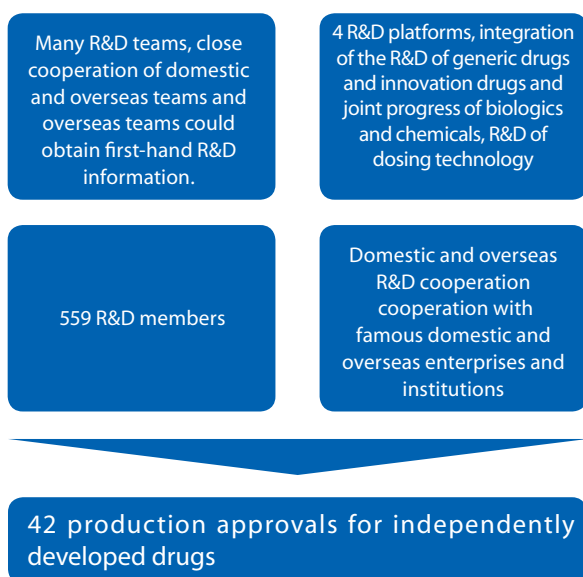 Many R&D teams, close
cooperation of domestic
and overseas teams and
overseas teams could
obtain first-hand R&D
information.
4 R&D platforms, integration
of the R&D of generic drugs
and innovation drugs and
joint progress of biologics
and chemicals, R&D of
dosing technology
559 R&D members
Domestic and overseas
R&D cooperation
cooperation with
famous domestic and
overseas enterprises and
institutions
42 production approvals for independently
developed drugs